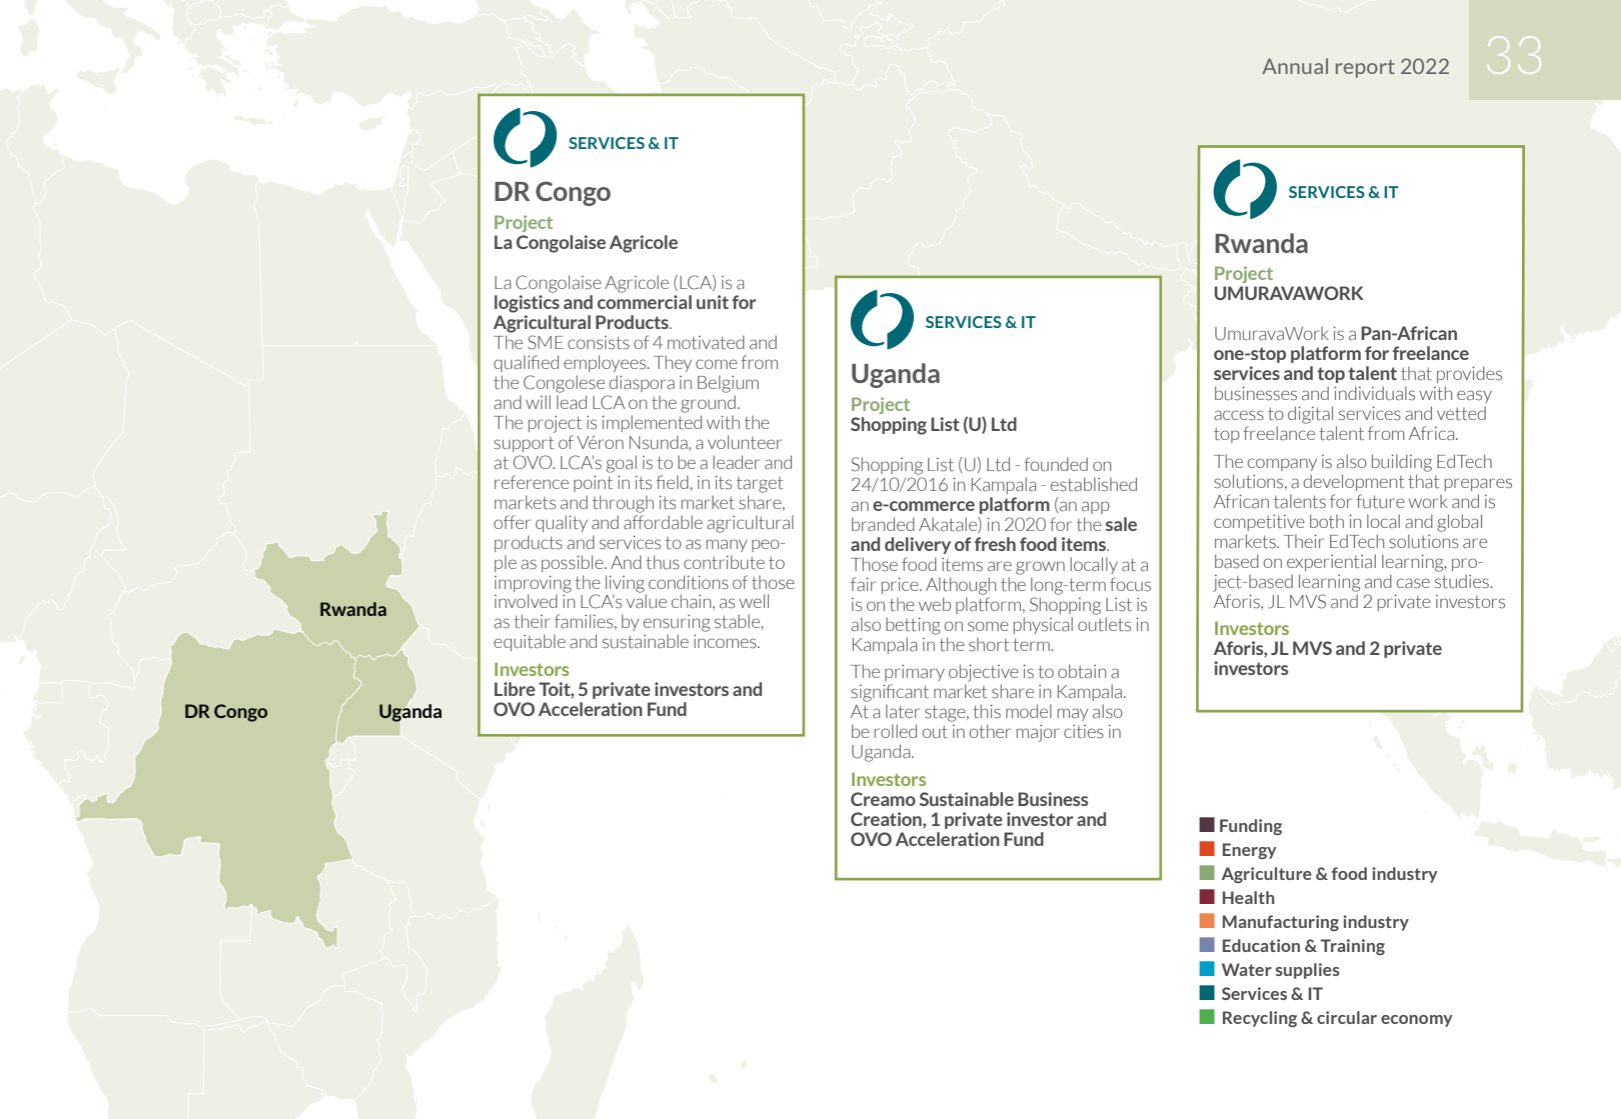 Annual report 2022
33
SERVICES & IT
DR Congo
Project
La Congolaise Agricole
La Congolaise Agricole (LCA) is a
logistics and commercial unit for
Agricultural Products.
The SME consists of 4 motivated and
qualified employees. They come from
the Congolese diaspora in Belgium
and will lead LCA on the ground.
The project is implemented with the
support of Véron Nsunda, a volunteer
at OVO. LCA’s goal is to be a leader and
reference point in its field, in its target
markets and through its market share,
offer quality and affordable agricultural
products and services to as many peo-
ple as possible. And thus contribute to
improving the living conditions of those
involved in LCA’s value chain, as well
as their families, by ensuring stable,
equitable and sustainable incomes.
Investors
Libre Toit, 5 private investors and
OVO Acceleration Fund
SERVICES & IT
Uganda
Project
Shopping List (U) Ltd
Shopping List (U) Ltd - founded on
24/10/2016 in Kampala - established
an e-commerce platform (an app
branded Akatale) in 2020 for the sale
and delivery of fresh food items.
Those food items are grown locally at a
fair price. Although the long-term focus
is on the web platform, Shopping List is
also betting on some physical outlets in
Kampala in the short term.
The primary objective is to obtain a
significant market share in Kampala.
At a later stage, this model may also
be rolled out in other major cities in
Uganda.
Investors
Creamo Sustainable Business
Creation, 1 private investor and
OVO Acceleration Fund
SERVICES & IT
Rwanda
Project
UMURAVAWORK
UmuravaWork is a Pan-African
one-stop platform for freelance
services and top talent that provides
businesses and individuals with easy
access to digital services and vetted
top freelance talent from Africa.
The company is also building EdTech
solutions, a development that prepares
African talents for future work and is
competitive both in local and global
markets. Their EdTech solutions are
based on experiential learning, pro-
ject-based learning and case studies.
Aforis, JL MVS and 2 private investors
Investors
Aforis, JL MVS and 2 private
investors
Rwanda
DR Congo
Uganda
Funding
Energy
Agriculture & food industry
Health
Manufacturing industry
Education & Training
Water supplies
Services & IT
Recycling & circular economy